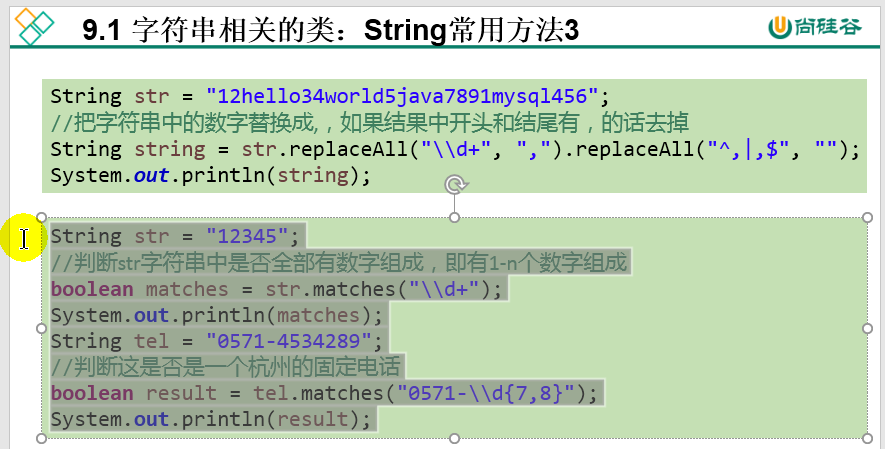 9.1 字符串相关的类：String常用方法3
尚硅谷
String str = "12hello34world5java7891mysql456";
//把字符串中的数字替换成,，如果结果中开头和结尾有，的话去掉
String string = str.replaceAll("\\d+", ",").replaceAll("^,|,$", "");
System.out.println(string);
String str = "12345";
//判断str字符串中是否全部有数字组成，即有1-n个数字组成
boolean matches = str.matches("\\d+");
System.out.println(matches);
String tel = "0571-4534289";
//判断这是否是一个杭州的固定电话
boolean result = tel.matches("0571-\\d{7,8}");
System.out.println(result);